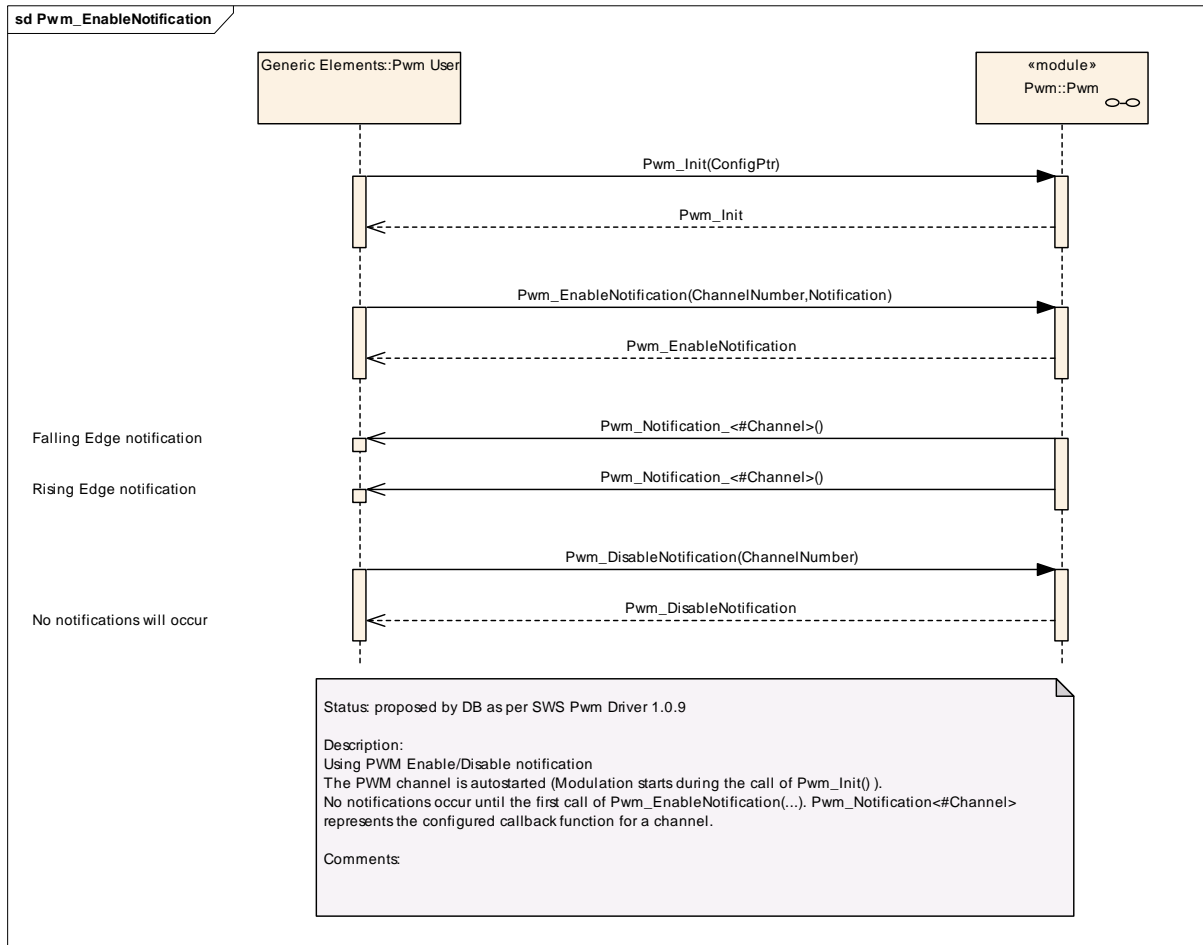 sd Pwm_EnableNotification
Generic Elements::Pwm User
«module»
Pwm::Pwm
Pwm_Init(ConfigPtr)
Pwm_Init
Pwm_EnableNotification(ChannelNumber,Notification)
Pwm_EnableNotification
Pwm_Notification_<#Channel>()
Falling Edge notification
Pwm_Notification_<#Channel>()
Rising Edge notification
Pwm_DisableNotification(ChannelNumber)
Pwm_DisableNotification
No notifications will occur
Status: proposed by DB as per SWS Pwm Driver 1.0.9
Description:
Using PWM Enable/Disable notification
The PWM channel is autostarted (Modulation starts during the call of Pwm_Init() ).
No notifications occur until the first call of Pwm_EnableNotification(...). Pwm_Notification<#Channel>
represents the configured callback function for a channel.
Comments: